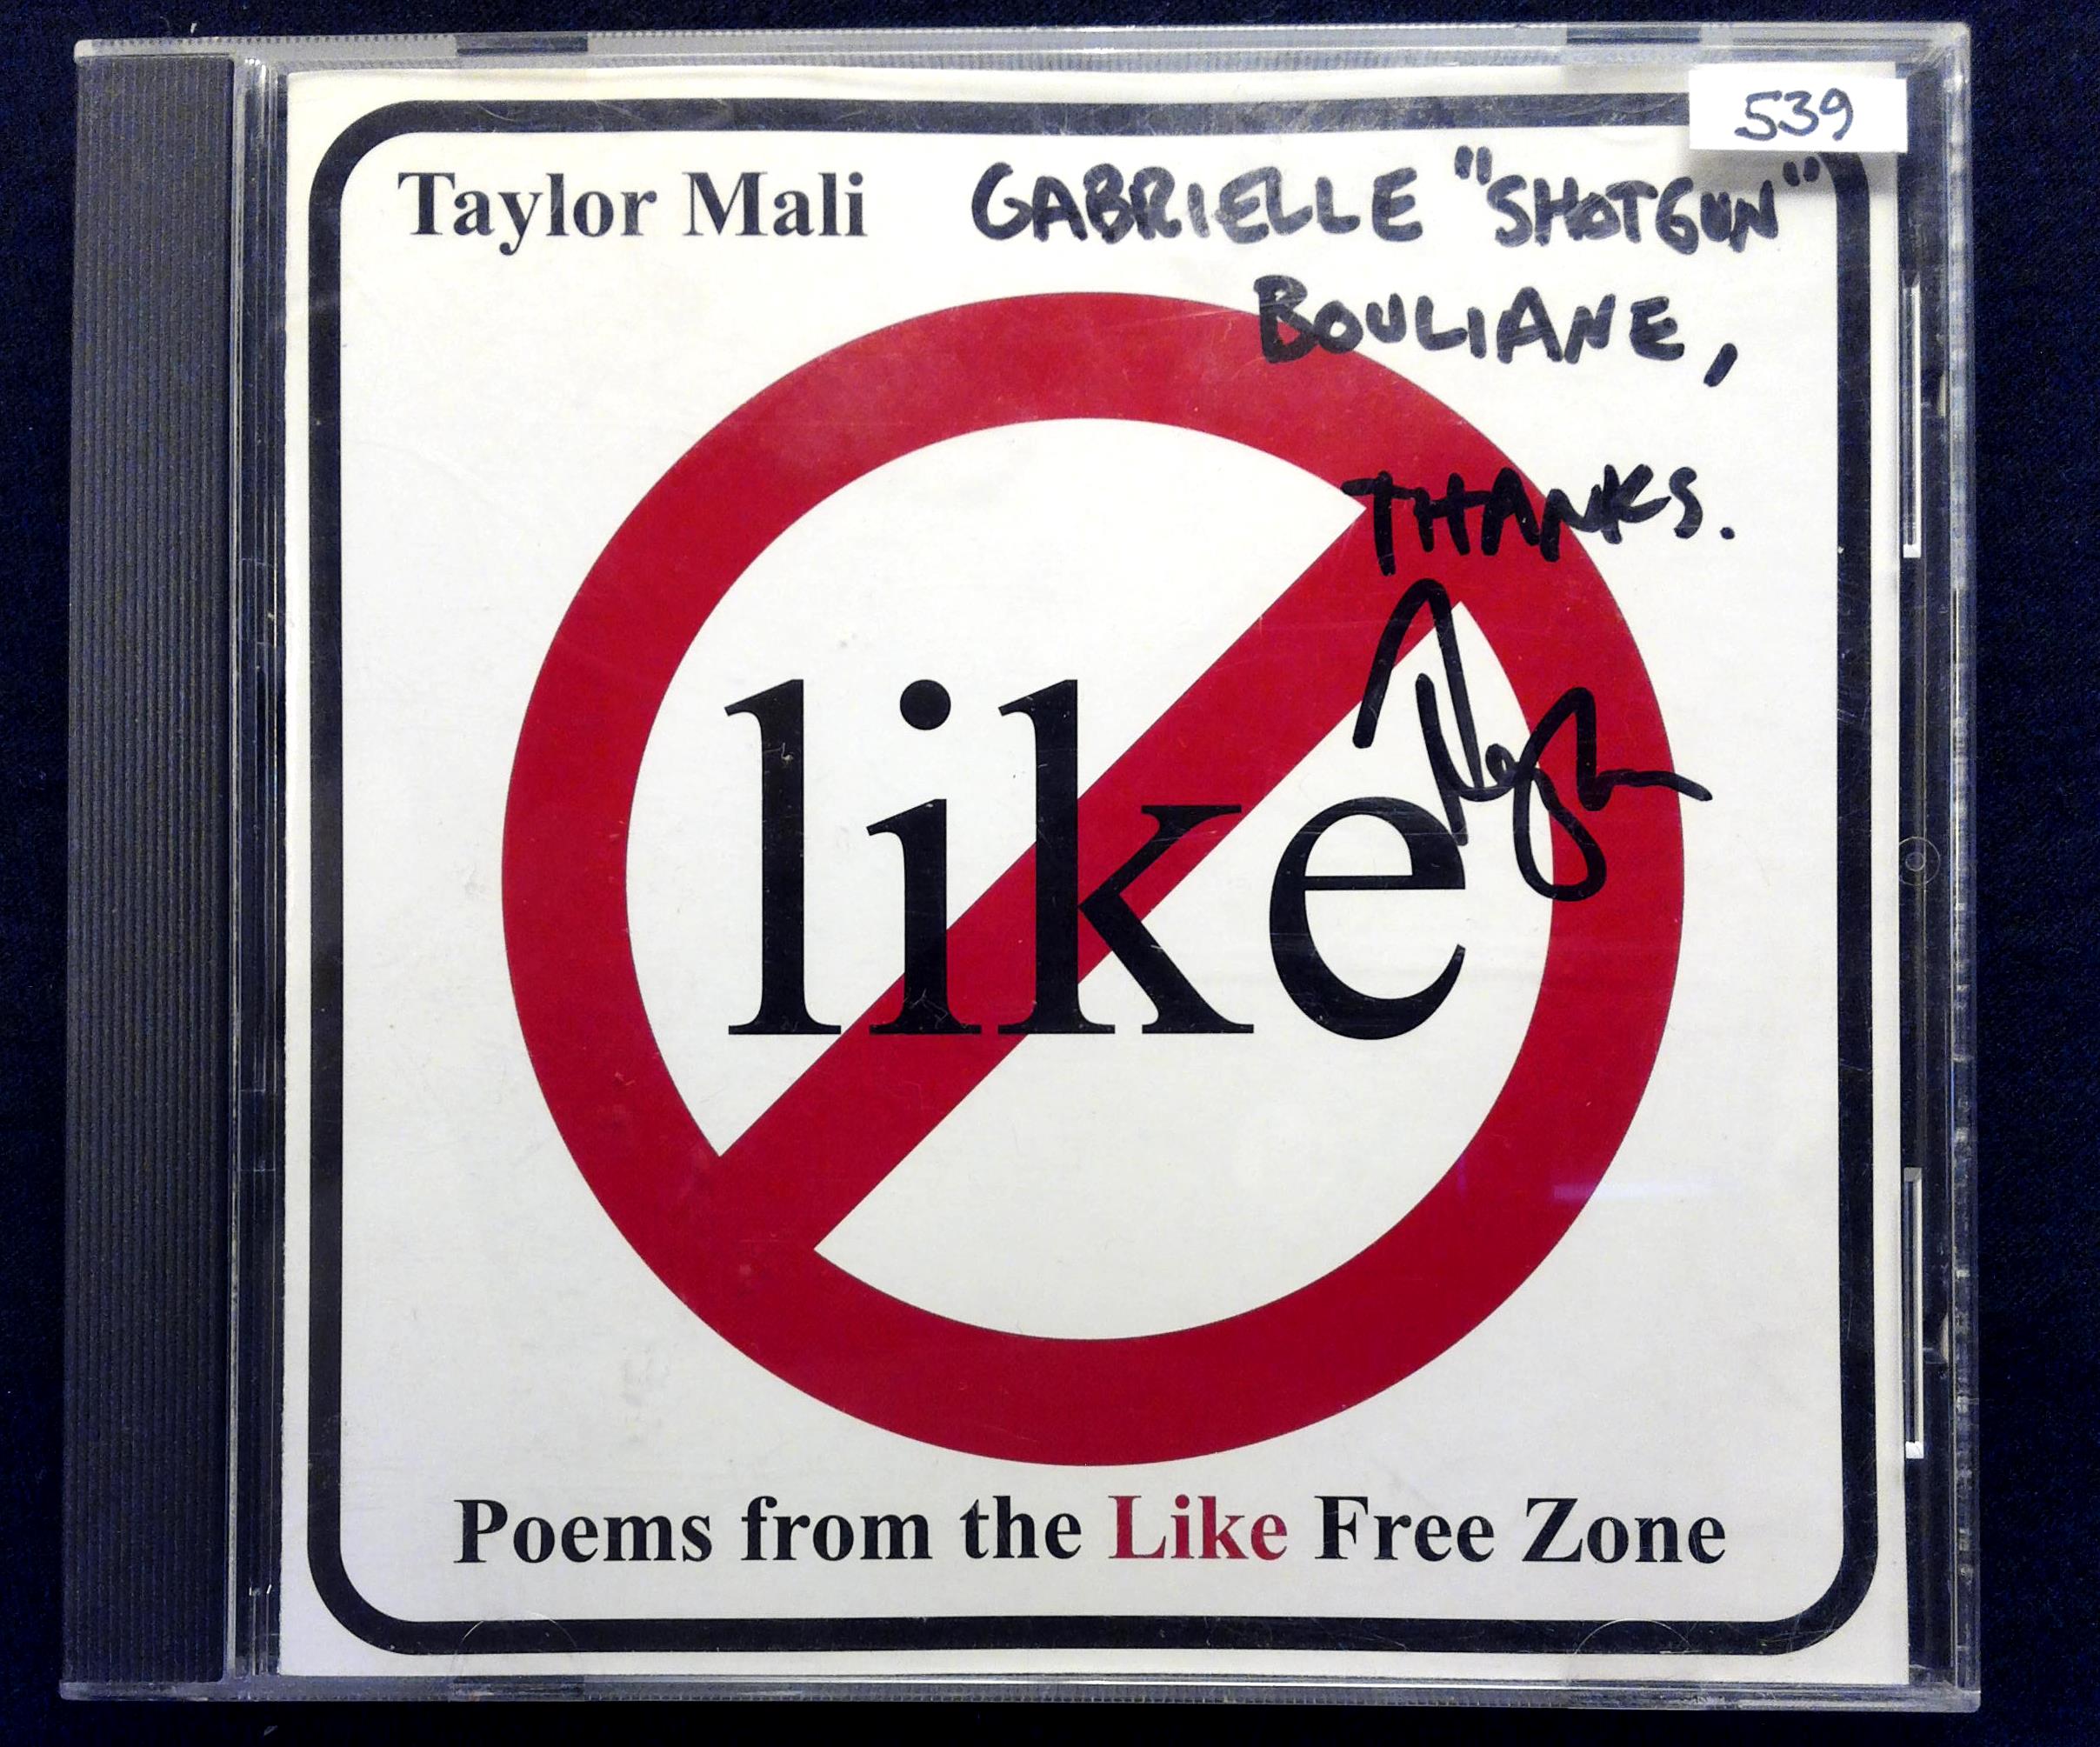 539
Taylor Mali GABRIELLE "SHOTGUN"
BOULIANE,
THANKS.
like
Poems from the Like Free Zone